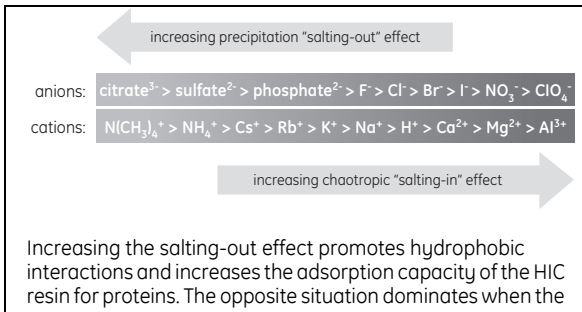 increasing precipitation "salting-out" effect
anions: citrate³⁻ > sulfate²⁻ > phosphate²⁻ > F⁻> Cl⁻> Br⁻> I⁻> NO₃⁻ > ClO₄⁻
cations: N(CH₃)₄⁺ > NH₄⁺ > Cs⁺ > Rb⁺ > K⁺ > Na⁺ > H⁺ > Ca²⁺ > Mg²⁺ > Al³⁺
increasing chaotropic "salting-in" effect
Increasing the salting-out effect promotes hydrophobic
interactions and increases the adsorption capacity of the HIC
resin for proteins. The opposite situation dominates when the